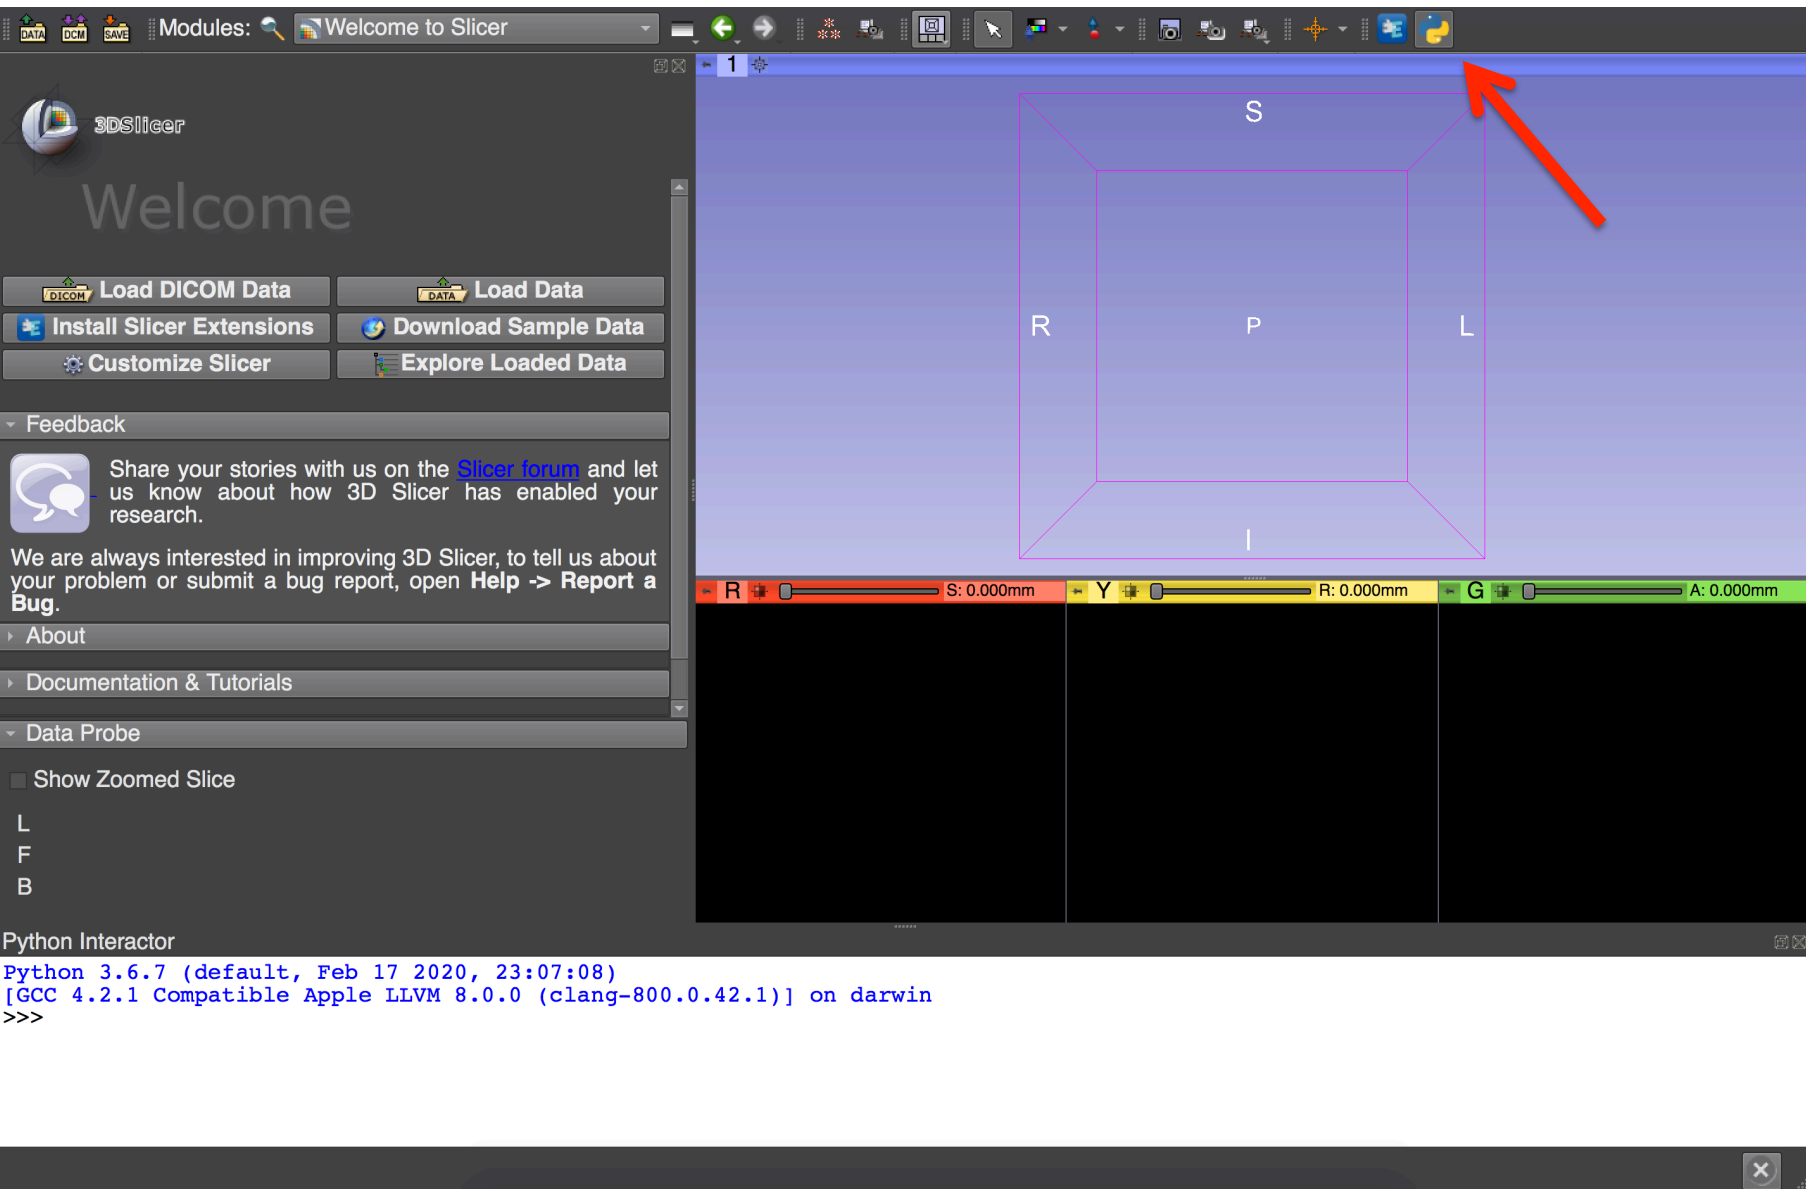 DATA DCM SAVE Modules: Welcome to Slicer
1
3DSlicer
Welcome
DICOM Load DICOM Data
DATA Load Data
Install Slicer Extensions
Download Sample Data
Customize Slicer
Explore Loaded Data
Feedback
Share your stories with us on the Slicer forum and let
us know about how 3D Slicer has enabled your
research.
We are always interested in improving 3D Slicer, to tell us about
your problem or submit a bug report, open Help -> Report a
Bug.
About
Documentation & Tutorials
Data Probe
Show Zoomed Slice
L
F
B
S
R P L
I
R S: 0.000mm
Y R: 0.000mm
G A: 0.000mm
Python Interactor
Python 3.6.7 (default, Feb 17 2020, 23:07:08)
[GCC 4.2.1 Compatible Apple LLVM 8.0.0 (clang-800.0.42.1)] on darwin
>>>